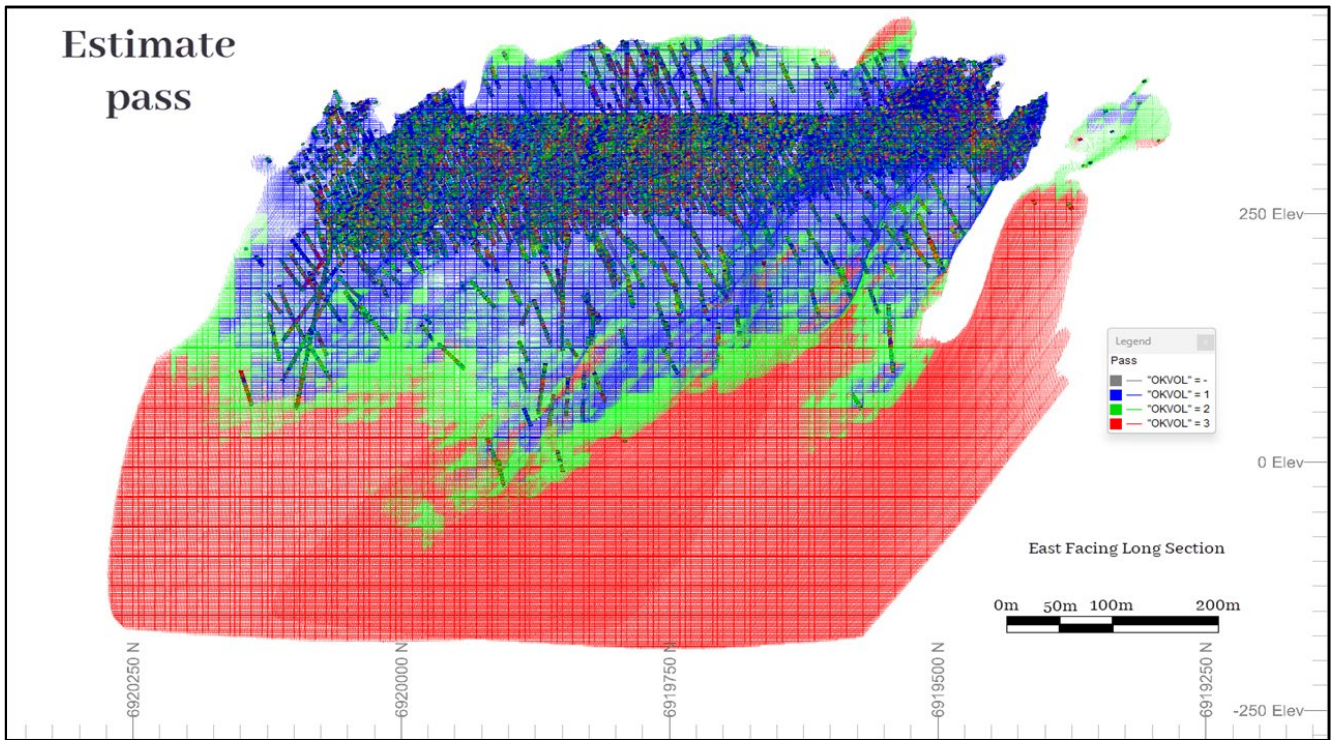 Estimate
pass
250 Elev
Legend
Pass
"OKVOL" = -
"OKVOL" = 1
"OKVOL" = 2
"OKVOL" = 3
0 Elev
East Facing Long Section
0m 50m 100m 200m
6920250 N
6920000 N
6919750 N
6919500 N
6919250 N
-250 Elev